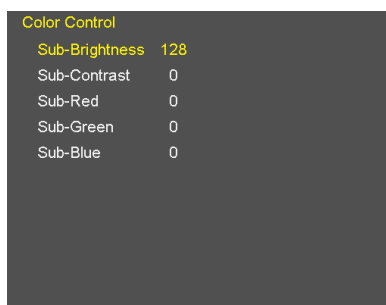 Color Control
Sub-Brightness 128
Sub-Contrast 0
Sub-Red 0
Sub-Green 0
Sub-Blue 0